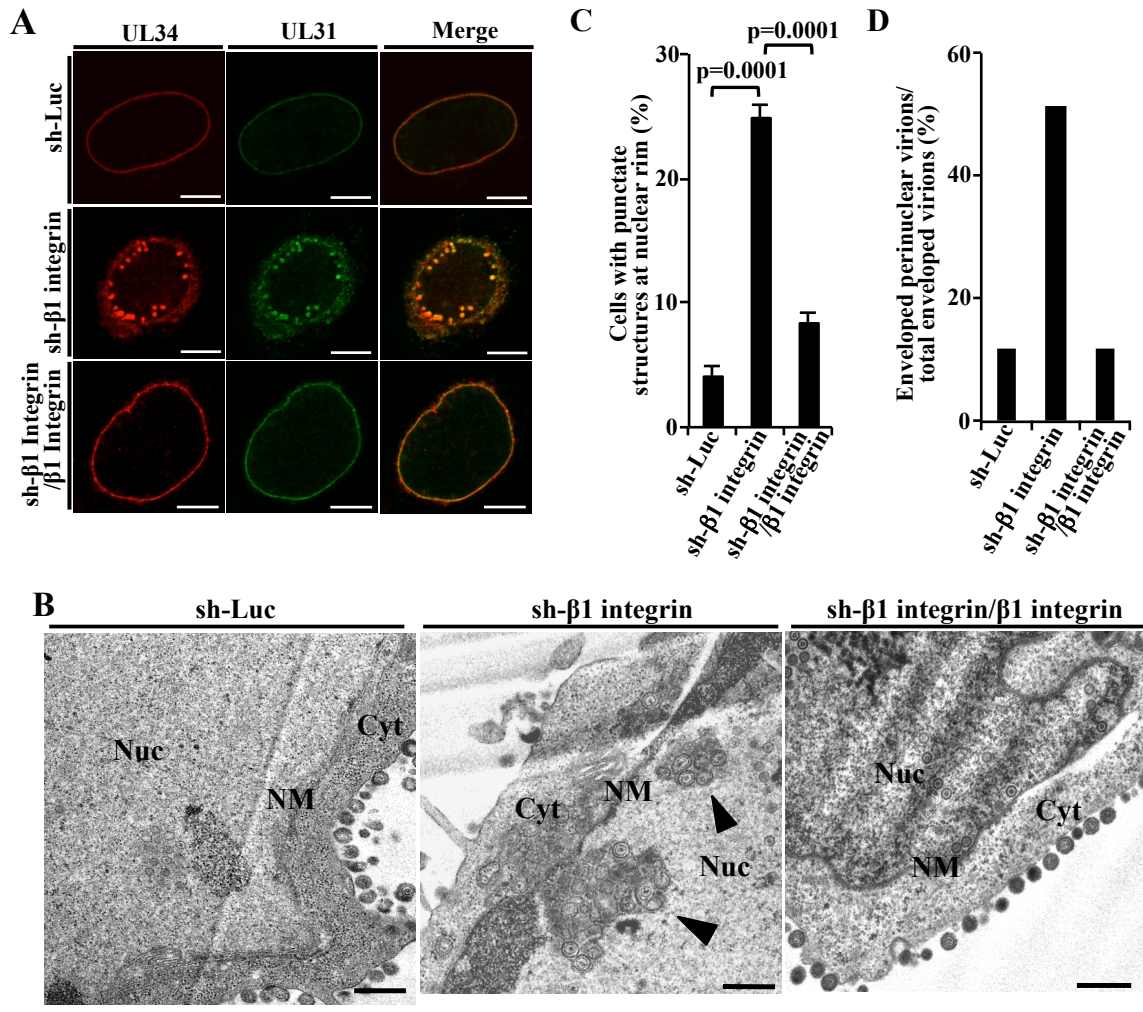 A
UL34
UL31
Merge
sh-Luc
sh-β1 integrin
sh-β1 Integrin
/β1 Integrin
C
p=0.0001
p=0.0001
Cells with punctate
structures at nuclear rim (%)
30
20
10
0
sh-Luc
sh-β1 integrin
sh-β1 integrin
/β1 integrin
D
Enveloped perinuclear virions/
total enveloped virions (%)
60
40
20
0
sh-Luc
sh-β1 integrin
sh-β1 integrin
/β1 integrin
B
sh-Luc
sh-β1 integrin
sh-β1 integrin/β1 integrin
Nuc
Cyt
NM
Cyt
NM
Nuc
Nuc
Cyt
NM